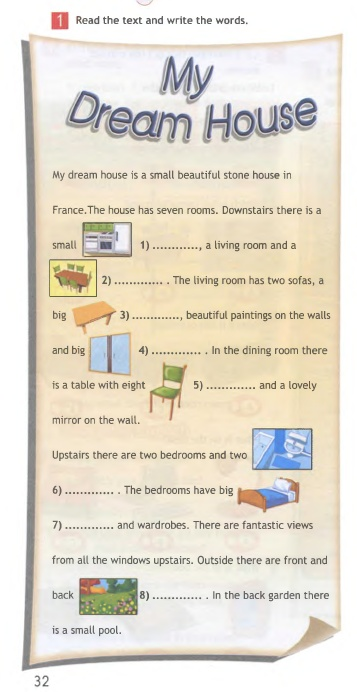 1 Read the text and write the words.
My
Dream House
My dream house is a small beautiful stone house in
France.The house has seven rooms. Downstairs there is a
small 1) ............, a living room and a
2) ............. . The living room has two sofas, a
big 3) ............, beautiful paintings on the walls
and big 4) ............. . In the dining room there
is a table with eight 5) ............. and a lovely
mirror on the wall.
Upstairs there are two bedrooms and two
6) ............. . The bedrooms have big
7) ............. and wardrobes. There are fantastic views
from all the windows upstairs. Outside there are front and
back 8) ............. . In the back garden there
is a small pool.
32